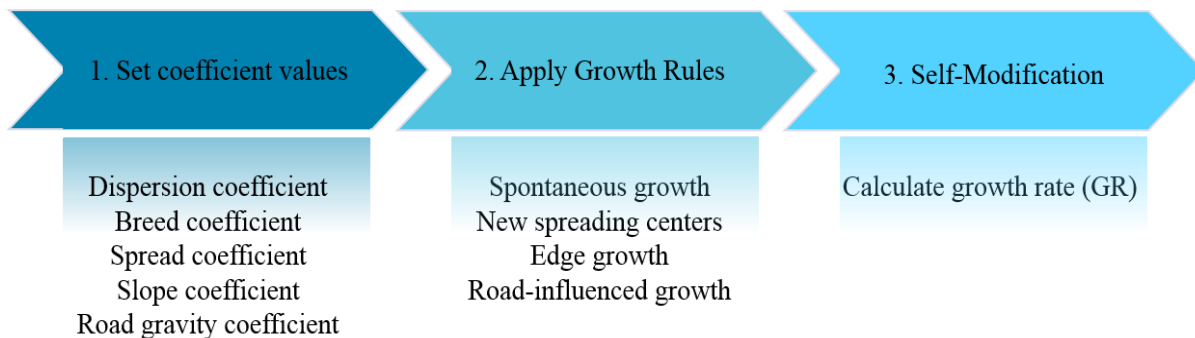 1. Set coefficient values
2. Apply Growth Rules
3. Self-Modification
Dispersion coefficient
Breed coefficient
Spread coefficient
Slope coefficient
Road gravity coefficient
Spontaneous growth
New spreading centers
Edge growth
Road-influenced growth
Calculate growth rate (GR)